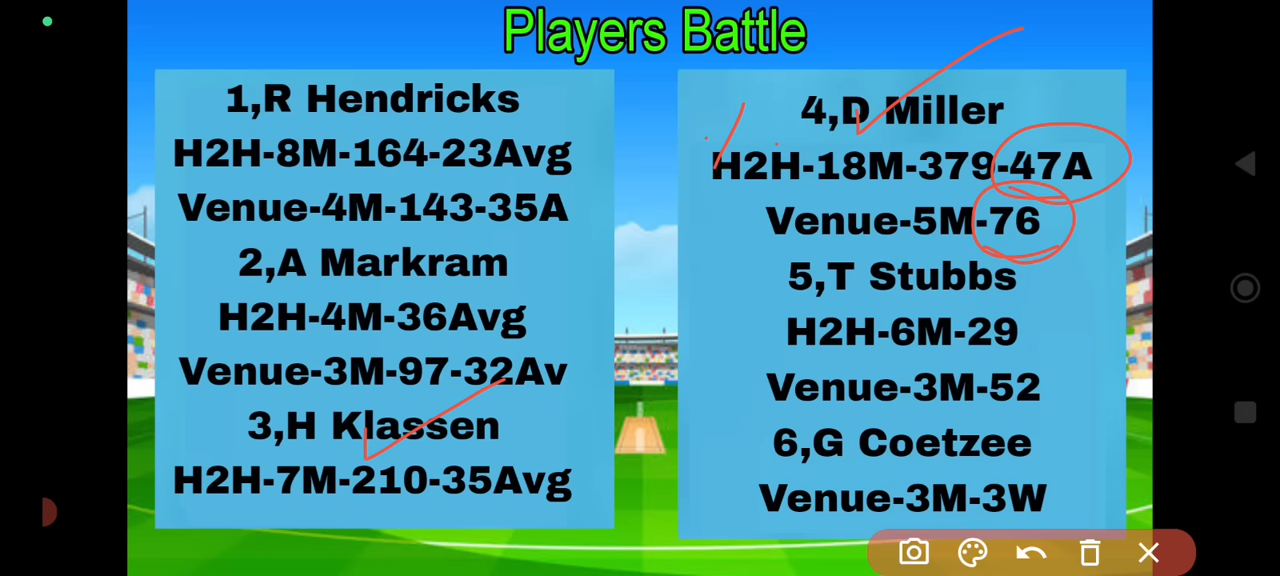 Players Battle
1,R Hendricks
H2H-8M-164-23Avg
Venue-4M-143-35A
2,A Markram
H2H-4M-36Avg
Venue-3M-97-32Av
3,H Klassen
H2H-7M-210-35Avg
4,D Miller
H2H-18M-379-47A
Venue-5M-76
5,T Stubbs
H2H-6M-29
Venue-3M-52
6,G Coetzee
Venue-3M-3W